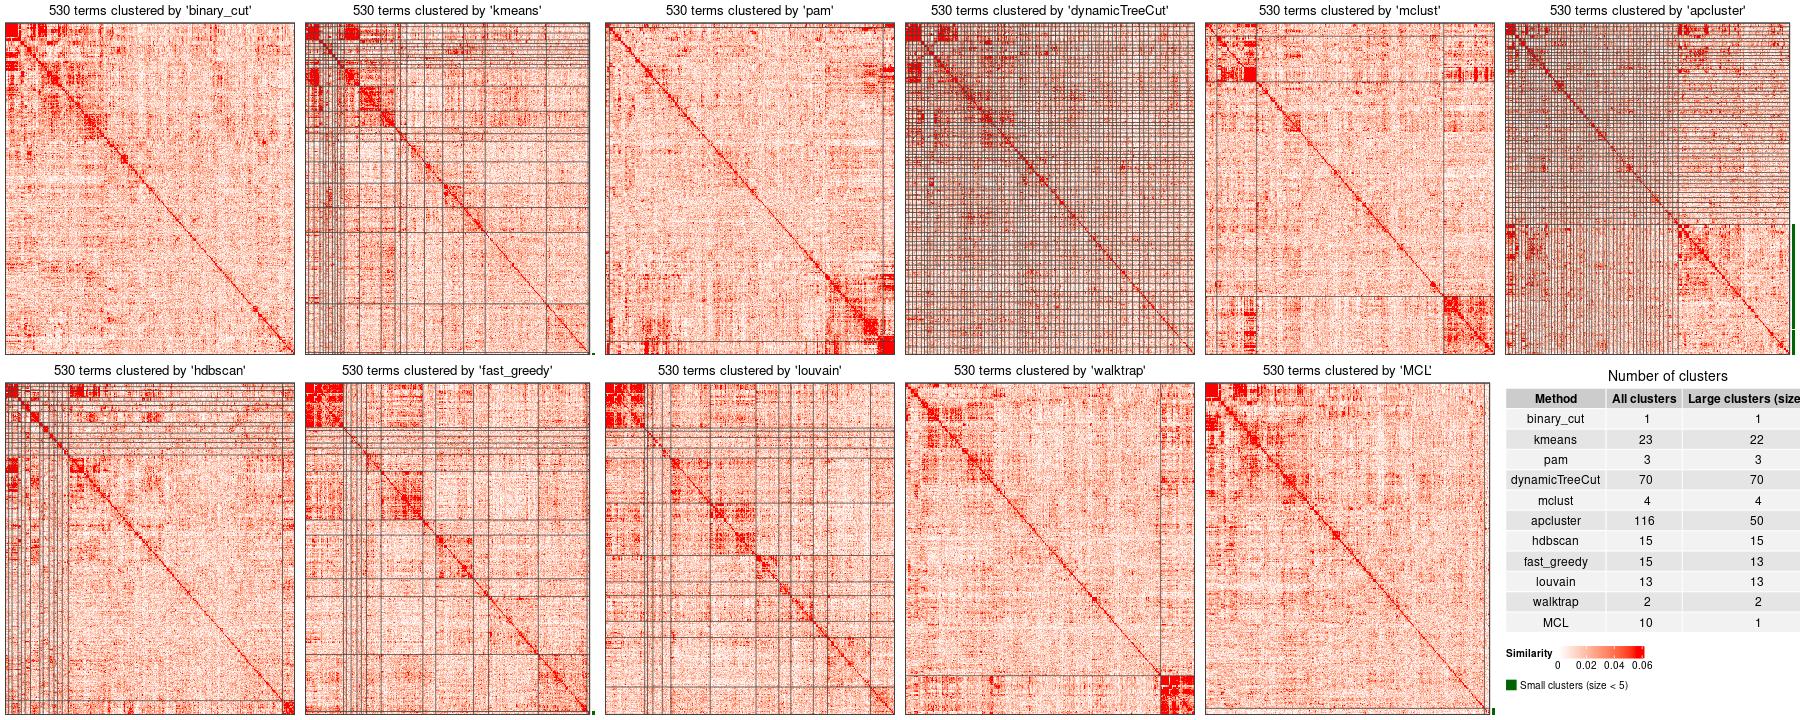 530 terms clustered by 'binary_cut'
530 terms clustered by 'kmeans'
530 terms clustered by 'pam'
530 terms clustered by 'dynamicTreeCut'
530 terms clustered by 'mclust'
530 terms clustered by 'apcluster'
530 terms clustered by 'hdbscan'
530 terms clustered by 'fast_greedy'
530 terms clustered by 'louvain'
530 terms clustered by 'walktrap'
530 terms clustered by 'MCL'
Number of clusters
Method All clusters Large clusters (size
binary_cut 1 1
kmeans 23 22
pam 3 3
dynamicTreeCut 70 70
mclust 4 4
apcluster 116 50
hdbscan 15 15
fast_greedy 15 13
louvain 13 13
walktrap 2 2
MCL 10 1
Similarity
0 0.02 0.04 0.06
Small clusters (size < 5)